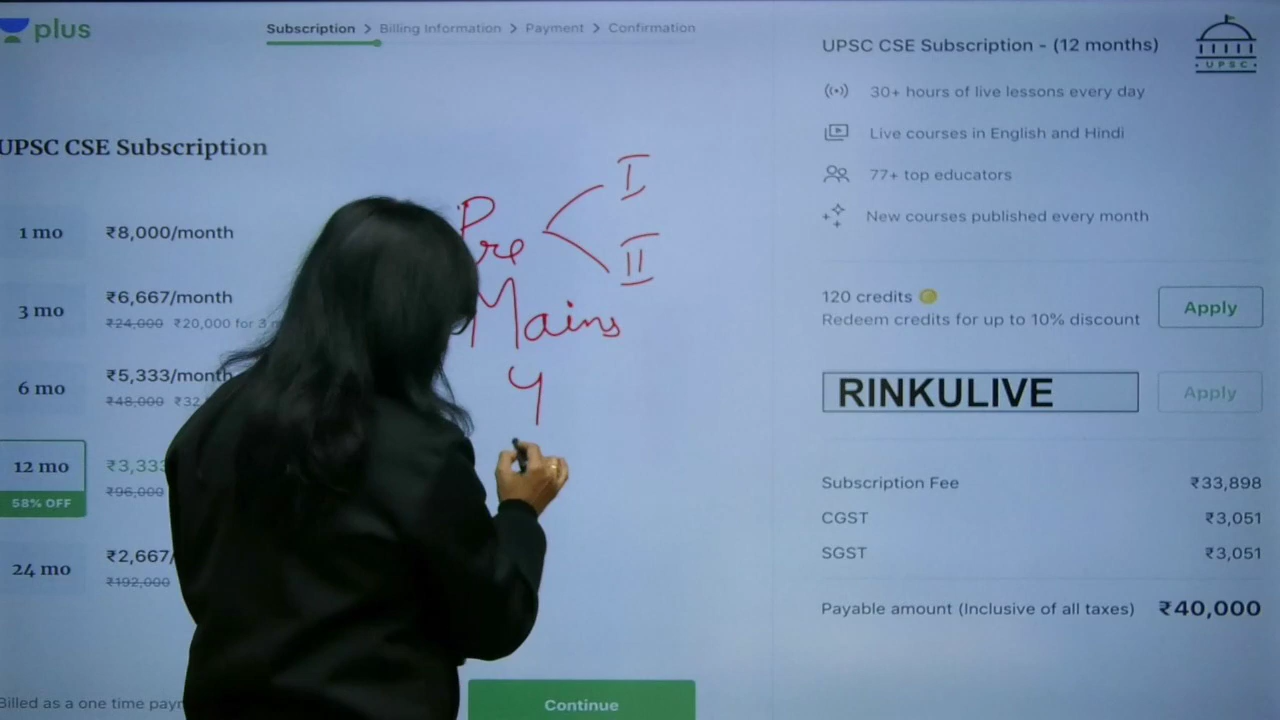 plus
Subscription > Billing Information > Payment > Confirmation
UPSC CSE Subscription
1 mo ₹8,000/month
3 mo ₹6,667/month
₹24,000 ₹20,000 for 3
6 mo ₹5,333/month
₹48,000
12 mo
58% OFF
₹96,000
24 mo ₹2,667/
₹192,000
Billed as a one time
Continue
Pre
I
II
Mains
4
UPSC CSE Subscription - (12 months)
UPSC
30+ hours of live lessons every day
Live courses in English and Hindi
77+ top educators
New courses published every month
120 credits
Redeem credits for up to 10% discount
Apply
RINKULIVE
Apply
Subscription Fee ₹33,898
CGST ₹3,051
SGST ₹3,051
Payable amount (Inclusive of all taxes) ₹40,000